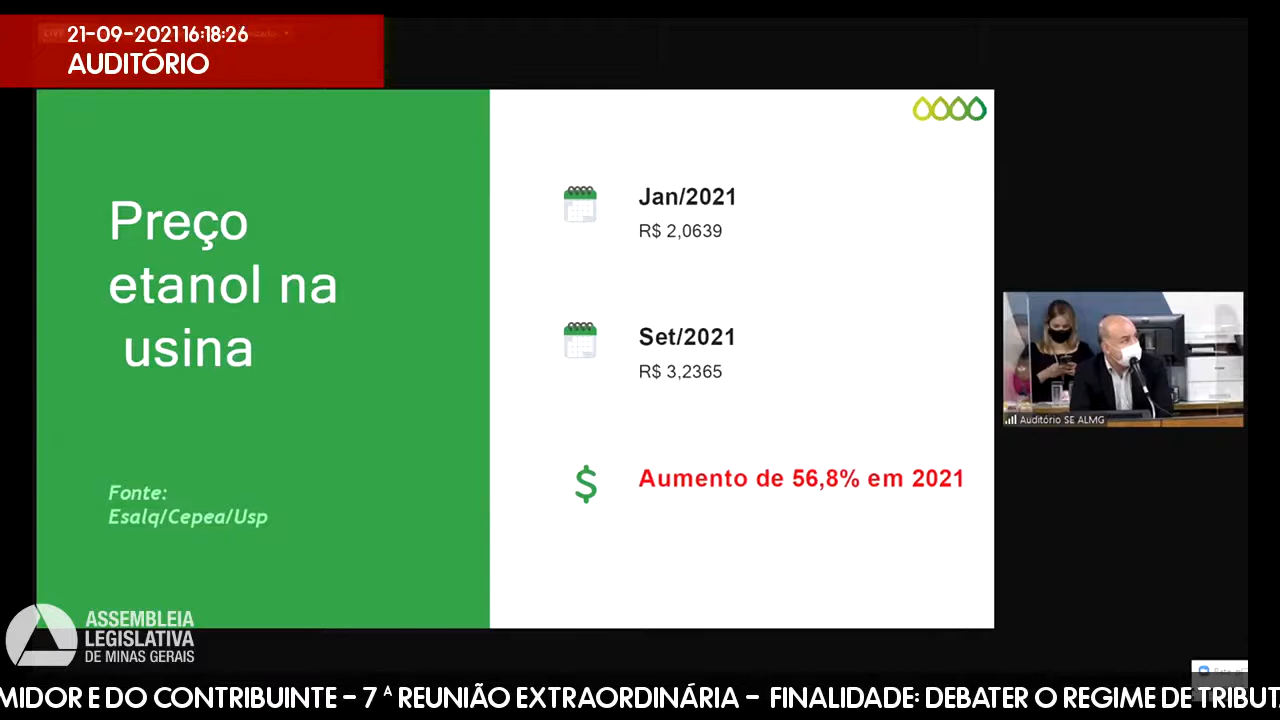 21-09-2021 16:18:26
AUDITÓRIO
Preço
etanol na
usina
Fonte:
Esalq/Cepea/Usp
Jan/2021
R$ 2,0639
Set/2021
R$ 3,2365
Aumento de 56,8% em 2021
Auditório SE ALMG
ASSEMBLEIA
LEGISLATIVA
DE MINAS GERAIS
MIDOR E DO CONTRIBUINTE - 7 ª REUNIÃO EXTRAORDINÁRIA - FINALIDADE: DEBATER O REGIME DE TRIBUTA